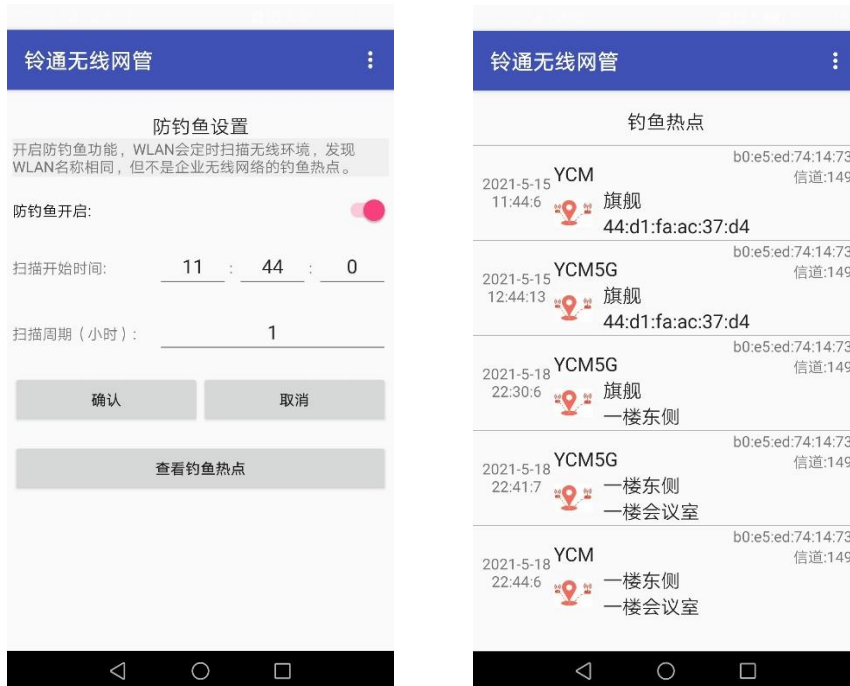 铃通无线网管
防钓鱼设置
开启防钓鱼功能，WLAN会定时扫描无线环境，发现
WLAN名称相同，但不是企业无线网络的钓鱼热点。
防钓鱼开启:
扫描开始时间: 11 : 44 : 0
扫描周期（小时）: 1
确认 取消
查看钓鱼热点
铃通无线网管
钓鱼热点
b0:e5:ed:74:14:73
YCM 信道:149
2021-5-15
11:44:6 旗舰
44:d1:fa:ac:37:d4
b0:e5:ed:74:14:73
YCM5G 信道:149
2021-5-15
12:44:13 旗舰
44:d1:fa:ac:37:d4
b0:e5:ed:74:14:73
YCM5G 信道:149
2021-5-18
22:30:6 旗舰
一楼东侧
b0:e5:ed:74:14:73
YCM5G 信道:149
2021-5-18
22:41:7 一楼东侧
一楼会议室
b0:e5:ed:74:14:73
YCM 信道:149
2021-5-18
22:44:6 一楼东侧
一楼会议室